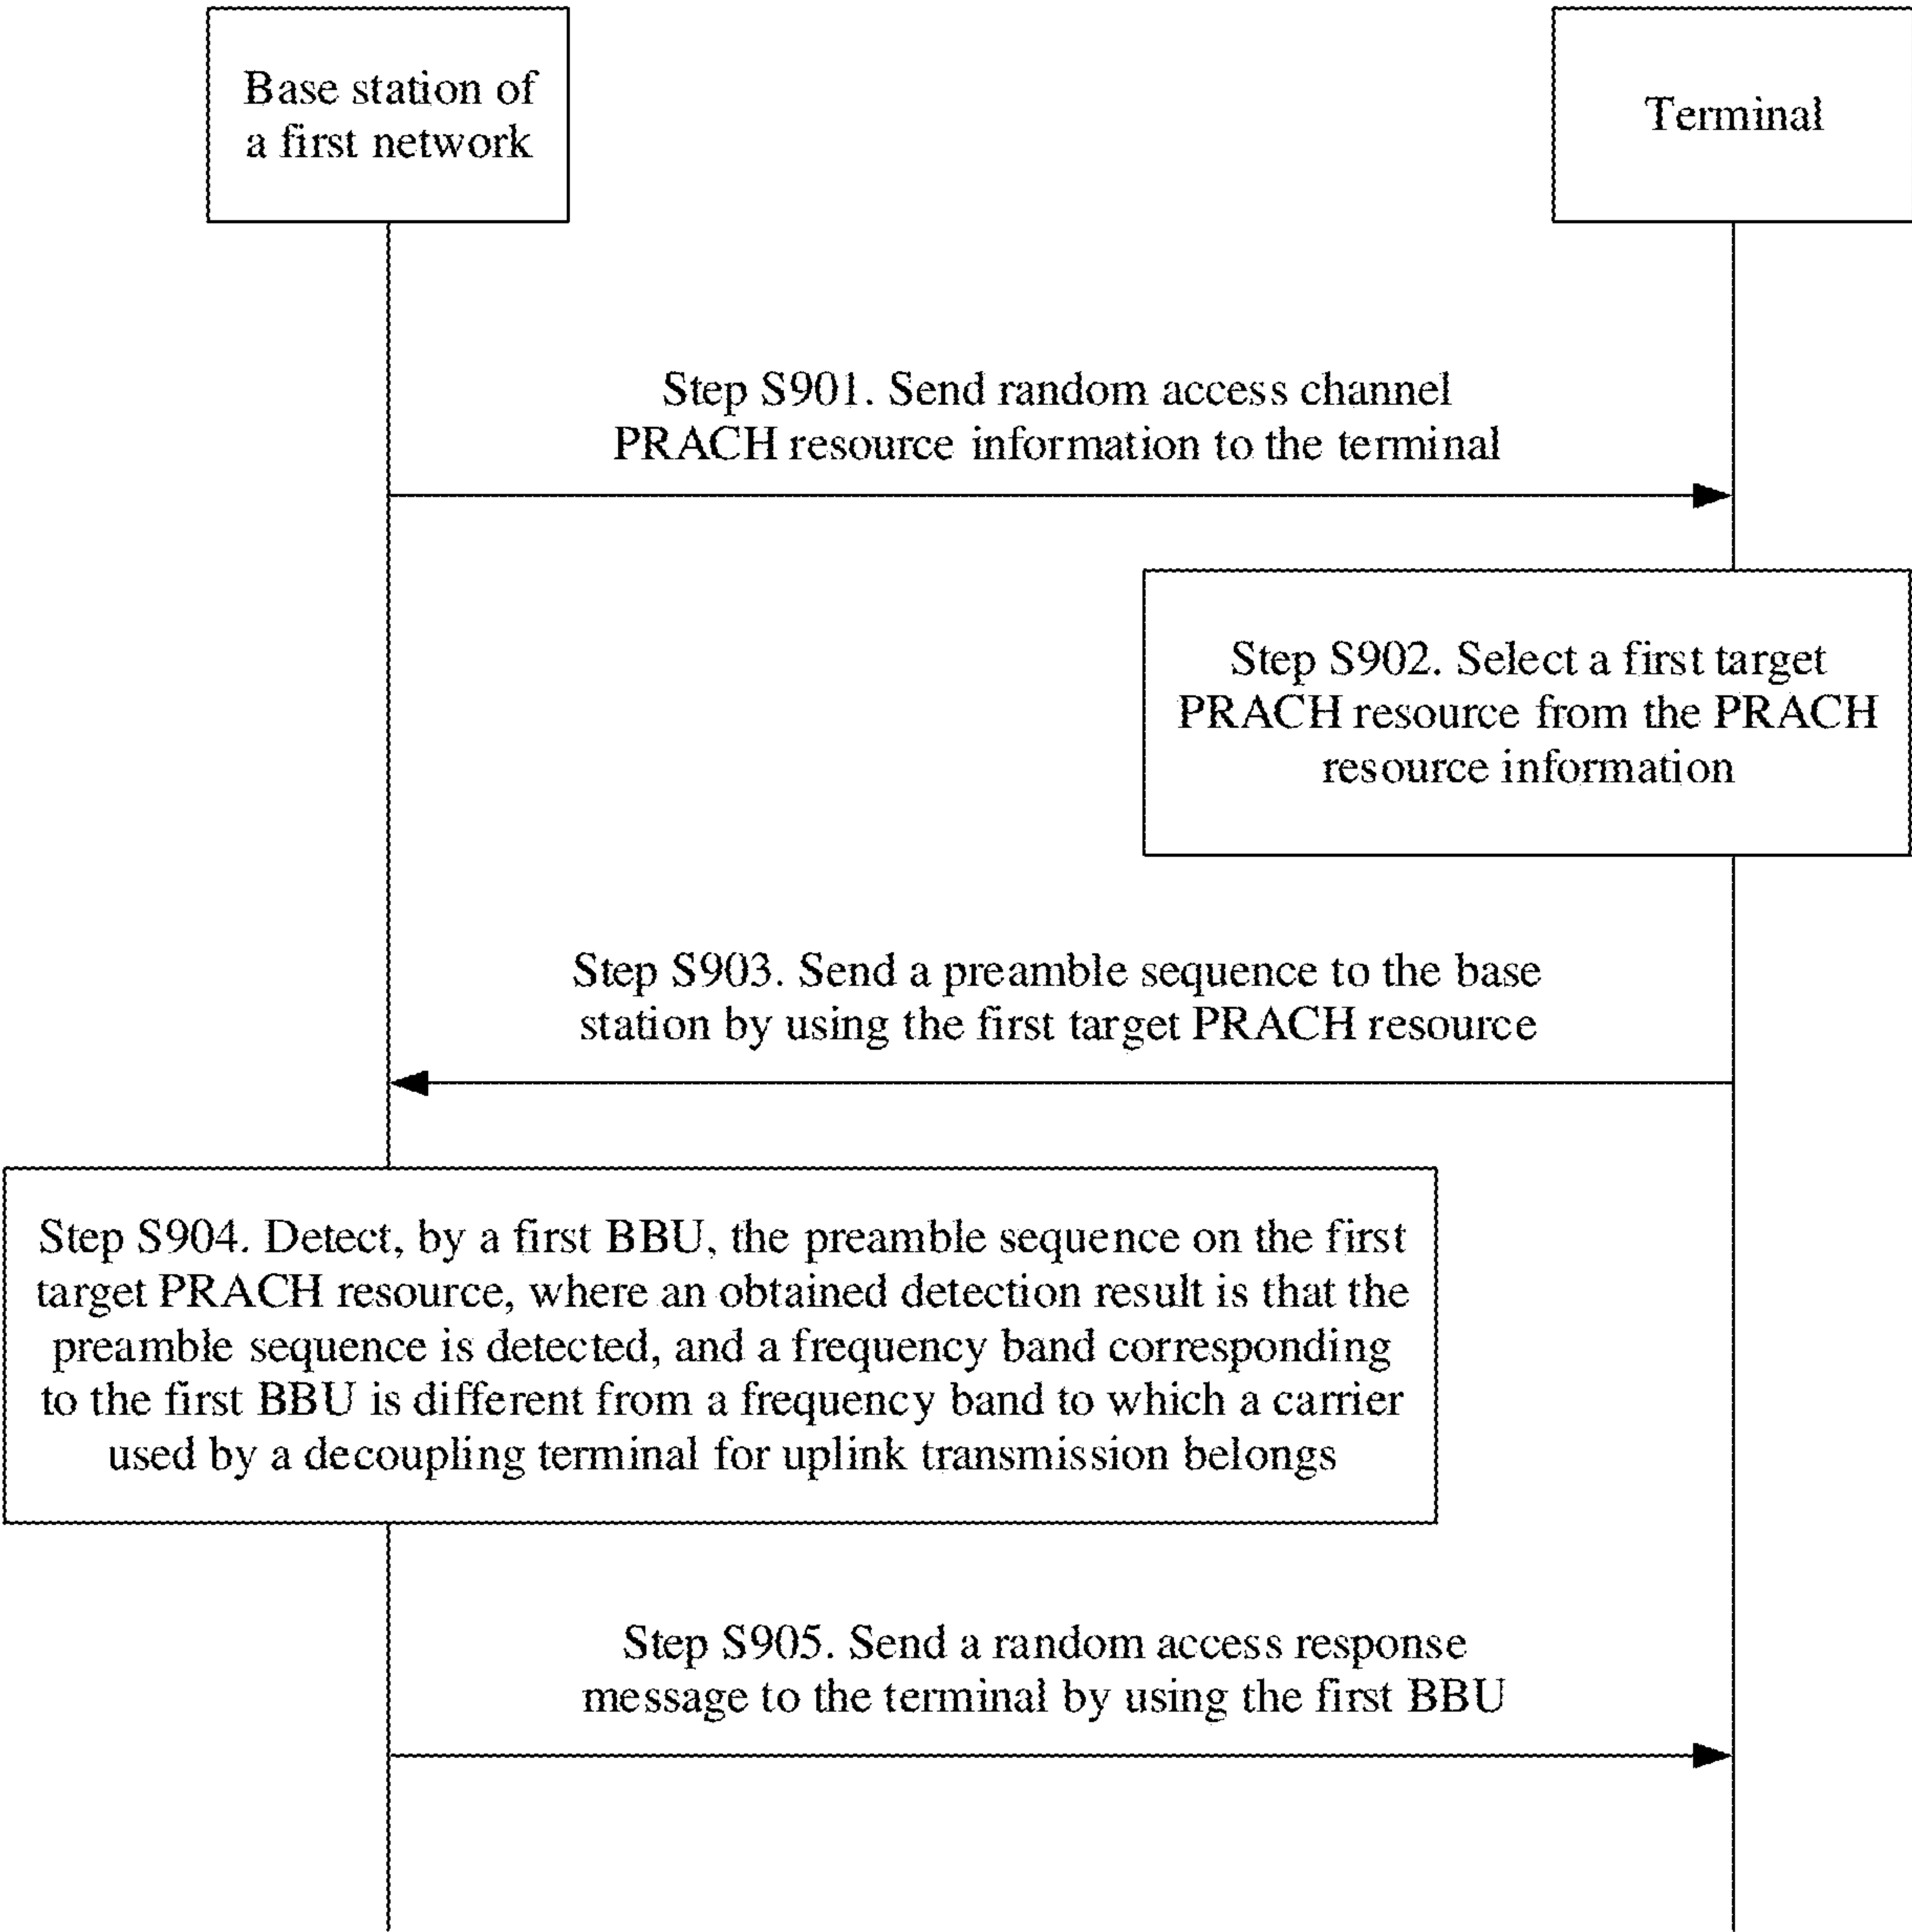 Base station of
a first network
Terminal
Step S901. Send random access channel
PRACH resource information to the terminal
Step S902. Select a first target
PRACH resource from the PRACH
resource information
Step S903. Send a preamble sequence to the base
station by using the first target PRACH resource
Step S904. Detect, by a first BBU, the preamble sequence on the first
target PRACH resource, where an obtained detection result is that the
preamble sequence is detected, and a frequency band corresponding
to the first BBU is different from a frequency band to which a carrier
used by a decoupling terminal for uplink transmission belongs
Step S905. Send a random access response
message to the terminal by using the first BBU